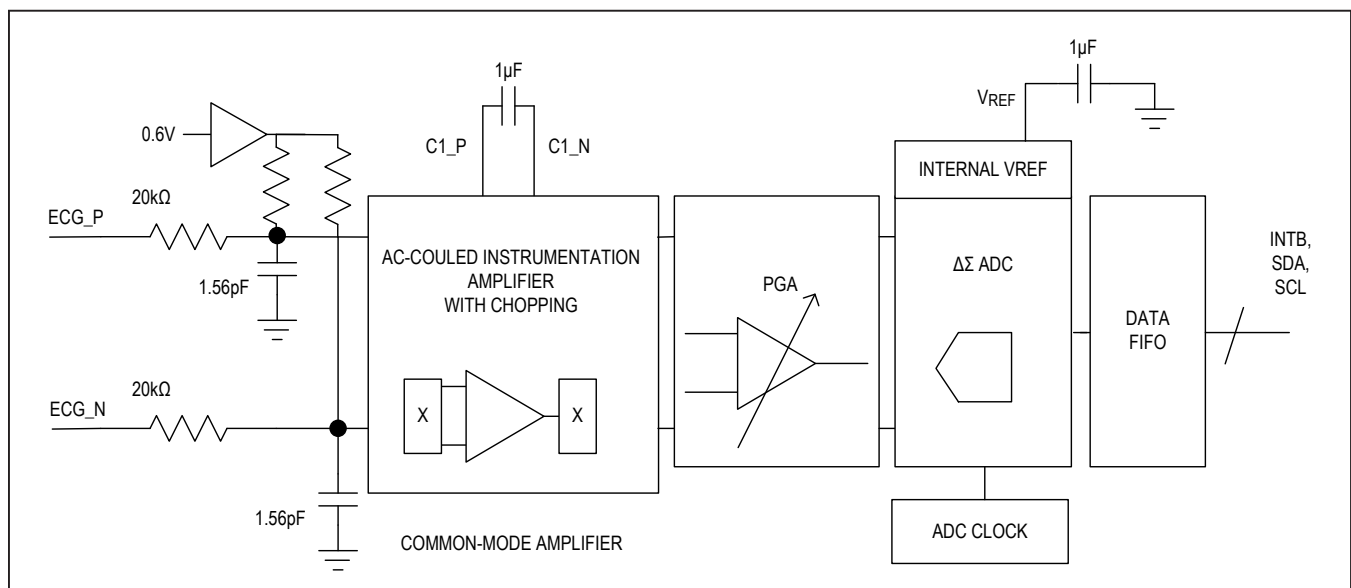 1µF
1µF
VREF
0.6V
C1_P
C1_N
INTERNAL VREF
20kΩ
ECG_P
AC-COULED INSTRUMENTATION
AMPLIFIER
WITH CHOPPING
1.56pF
PGA
ΔΣ ADC
DATA
FIFO
INTB,
SDA,
SCL
20kΩ
ECG_N
X
X
1.56pF
COMMON-MODE AMPLIFIER
ADC CLOCK